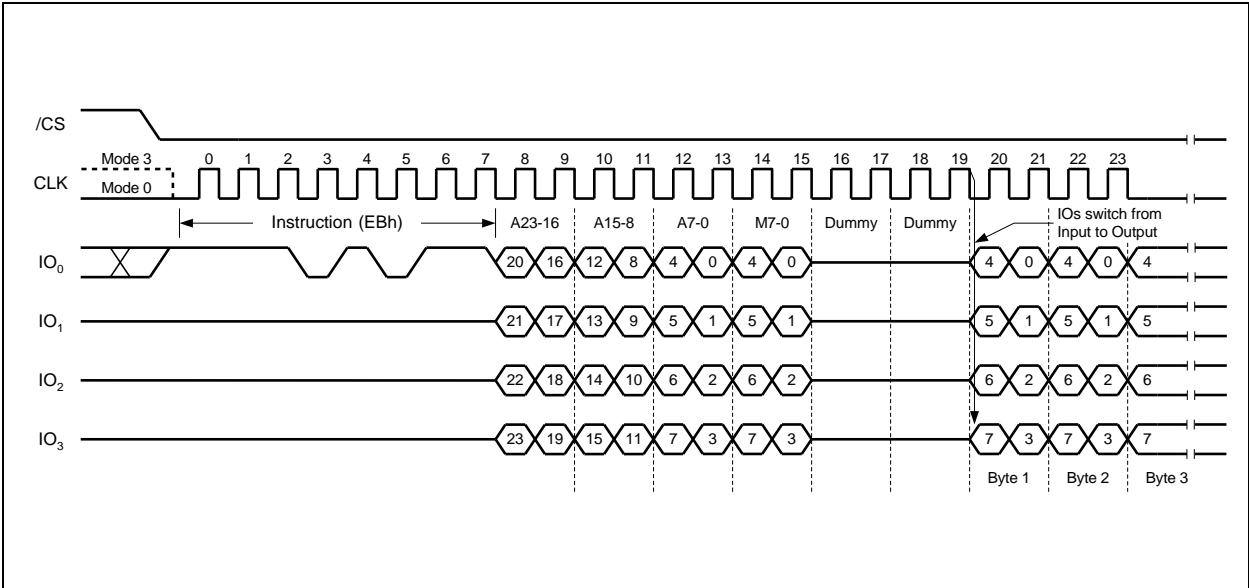 /CS
Mode 3 0 1 2 3 4 5 6 7 8 9 10 11 12 13 14 15 16 17 18 19 20 21 22 23
CLK
Mode 0
Instruction (EBh) A23-16 A15-8 A7-0 M7-0 Dummy Dummy
IOs switch from
Input to Output
IO0 20 16 12 8 4 0 4 0 4 0 4 0 4
IO1 21 17 13 9 5 1 5 1 5 1 5 1 5
IO2 22 18 14 10 6 2 6 2 6 2 6 2 6
IO3 23 19 15 11 7 3 7 3 7 3 7 3 7
Byte 1 Byte 2 Byte 3